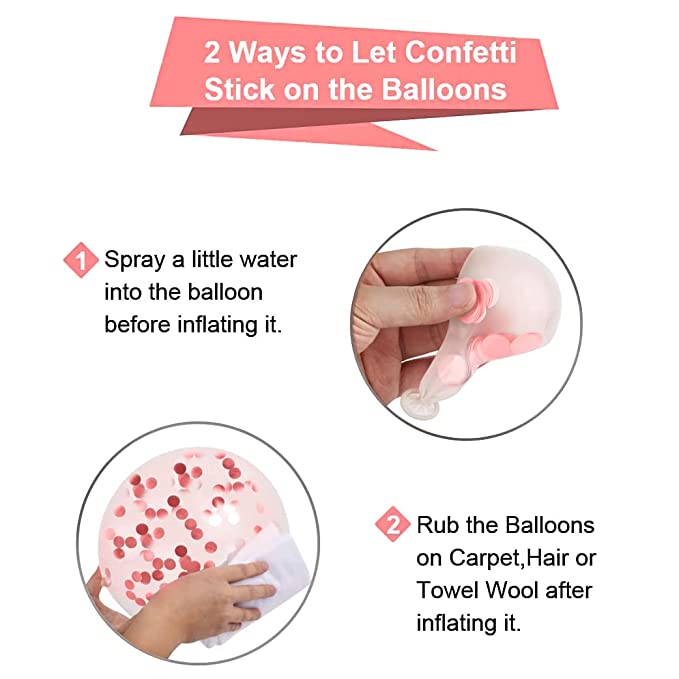 2 Ways to Let Confetti
Stick on the Balloons
1 Spray a little water
into the balloon
before inflating it.
2 Rub the Balloons
on Carpet,Hair or
Towel Wool after
inflating it.